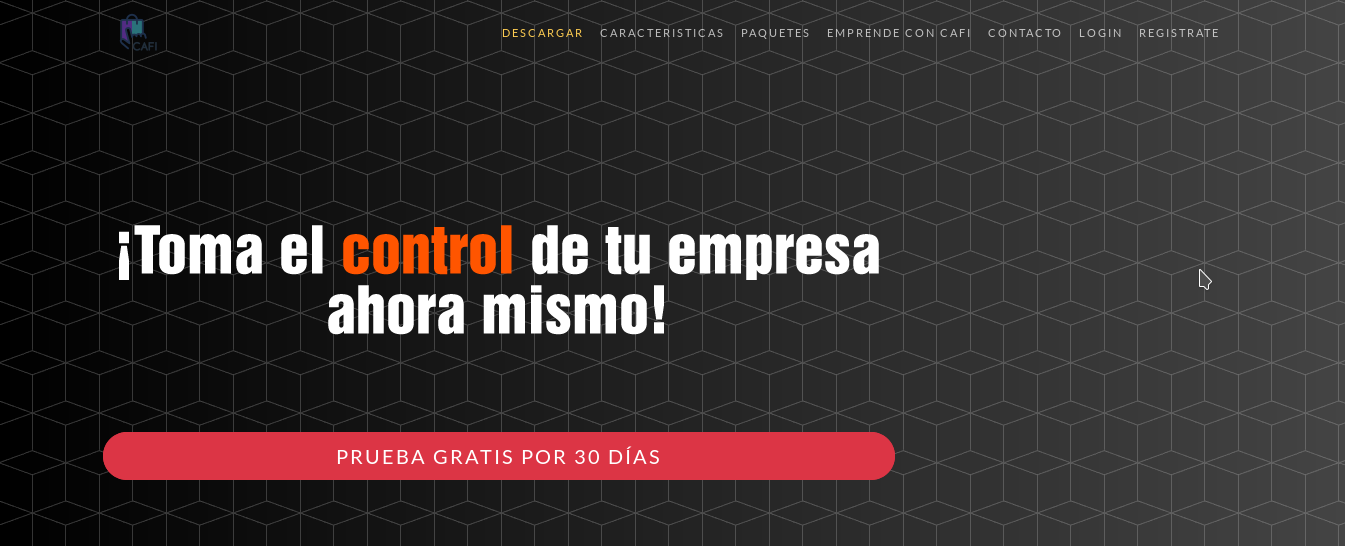 CAFI
DESCARGAR CARACTERISTICAS PAQUETES EMPRENDE CON CAFI CONTACTO LOGIN REGISTRATE
¡Toma el control de tu empresa
ahora mismo!
PRUEBA GRATIS POR 30 DÍAS